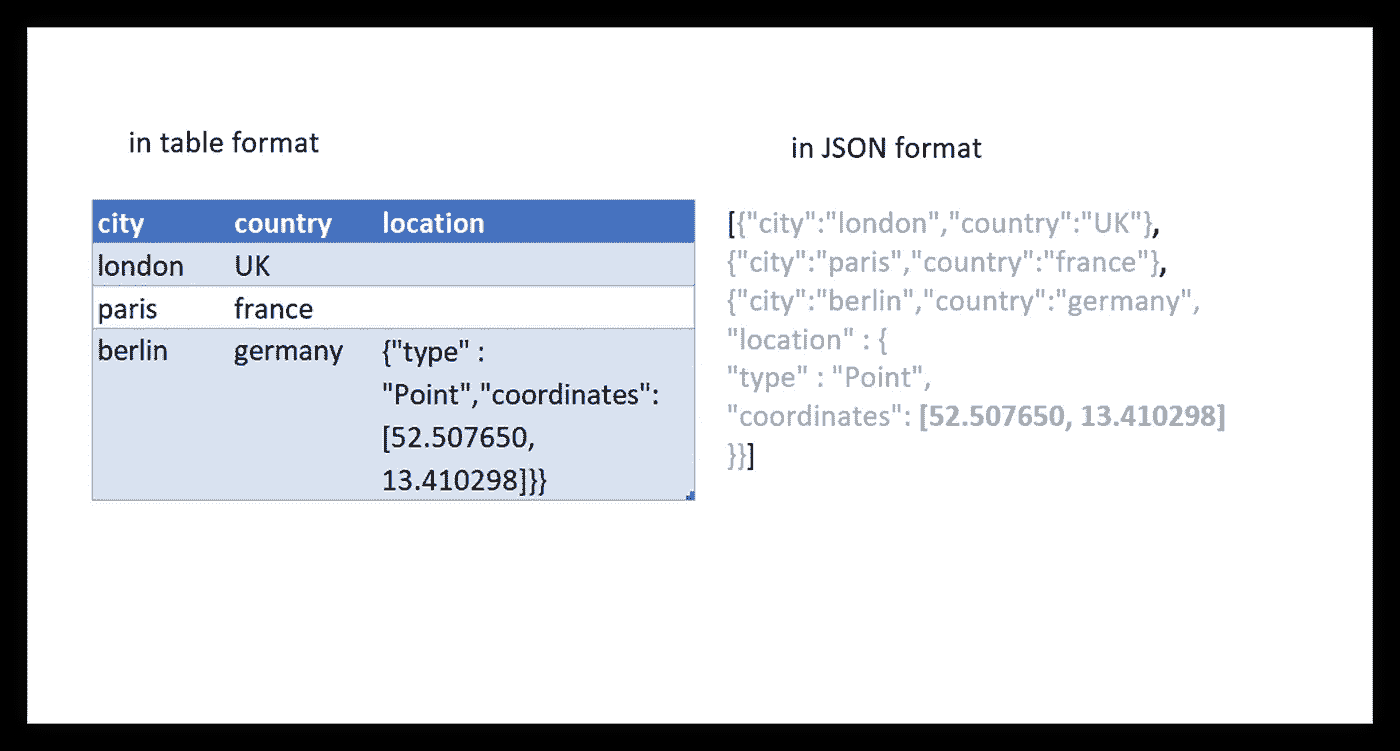 in table format
city country location
london UK
paris france
berlin germany {"type" :
"Point","coordinates":
[52.507650,
13.410298]}}
in JSON format
[{"city":"london","country":"UK"},
{"city":"paris","country":"france"},
{"city":"berlin","country":"germany",
"location" : {
"type" : "Point",
"coordinates": [52.507650, 13.410298]
}}]